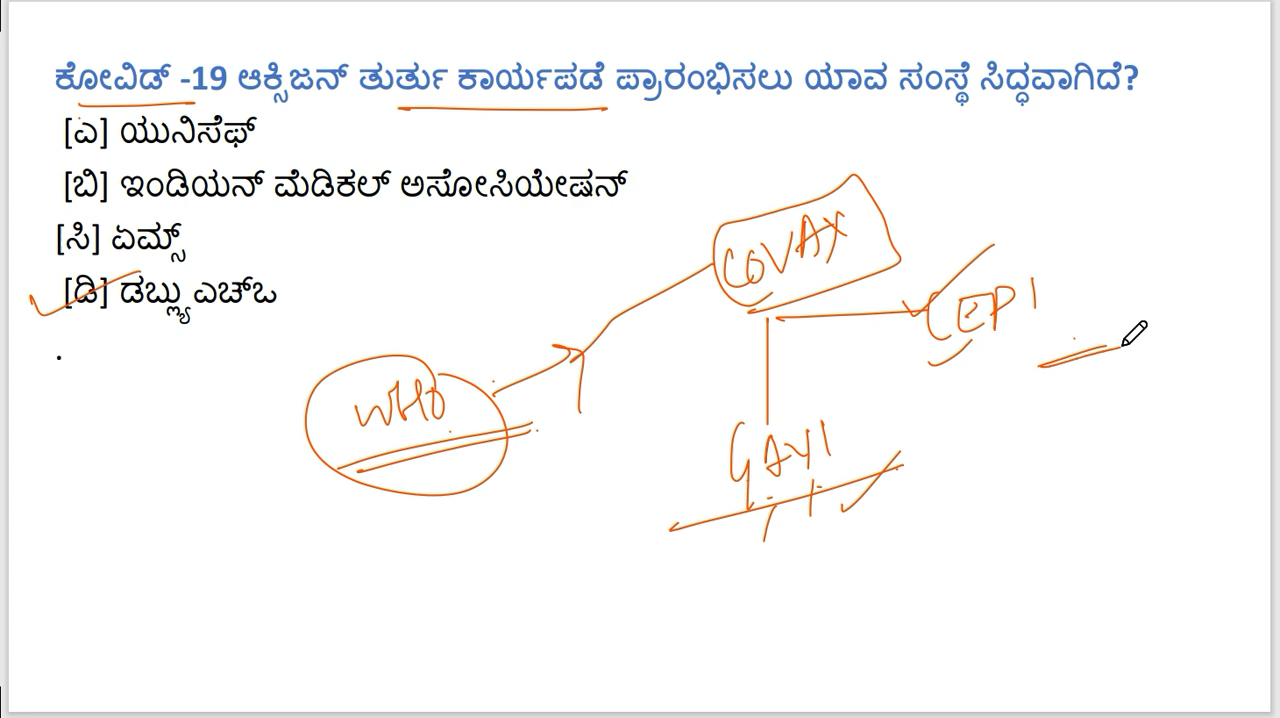 ಕೋವಿಡ್ -19 ಆಕ್ಸಿಜನ್ ತುರ್ತು ಕಾರ್ಯಪಡೆ ಪ್ರಾರಂಭಿಸಲು ಯಾವ ಸಂಸ್ಥೆ ಸಿದ್ಧವಾಗಿದೆ?
[ಎ] ಯುನಿಸೆಫ್
[ಬಿ] ಇಂಡಿಯನ್ ಮೆಡಿಕಲ್ ಅಸೋಸಿಯೇಷನ್
[ಸಿ] ಏಮ್ಸ್
[ಡಿ] ಡಬ್ಲ್ಯುಎಚ್ಒ
.
COVAX
CEPI
WHO
GAVI